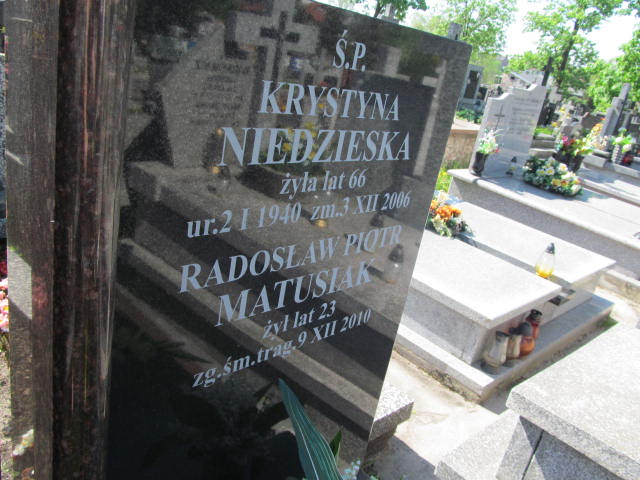 Ś.P.
KRYSTYNA
NIEDZIESKA
żyła lat 66
ur.2 I 1940 zm.3 XII 2006
RADOSŁAW PIOTR
MATUSIAK
żył lat 23
zg.śm.trag.9 XII 2010